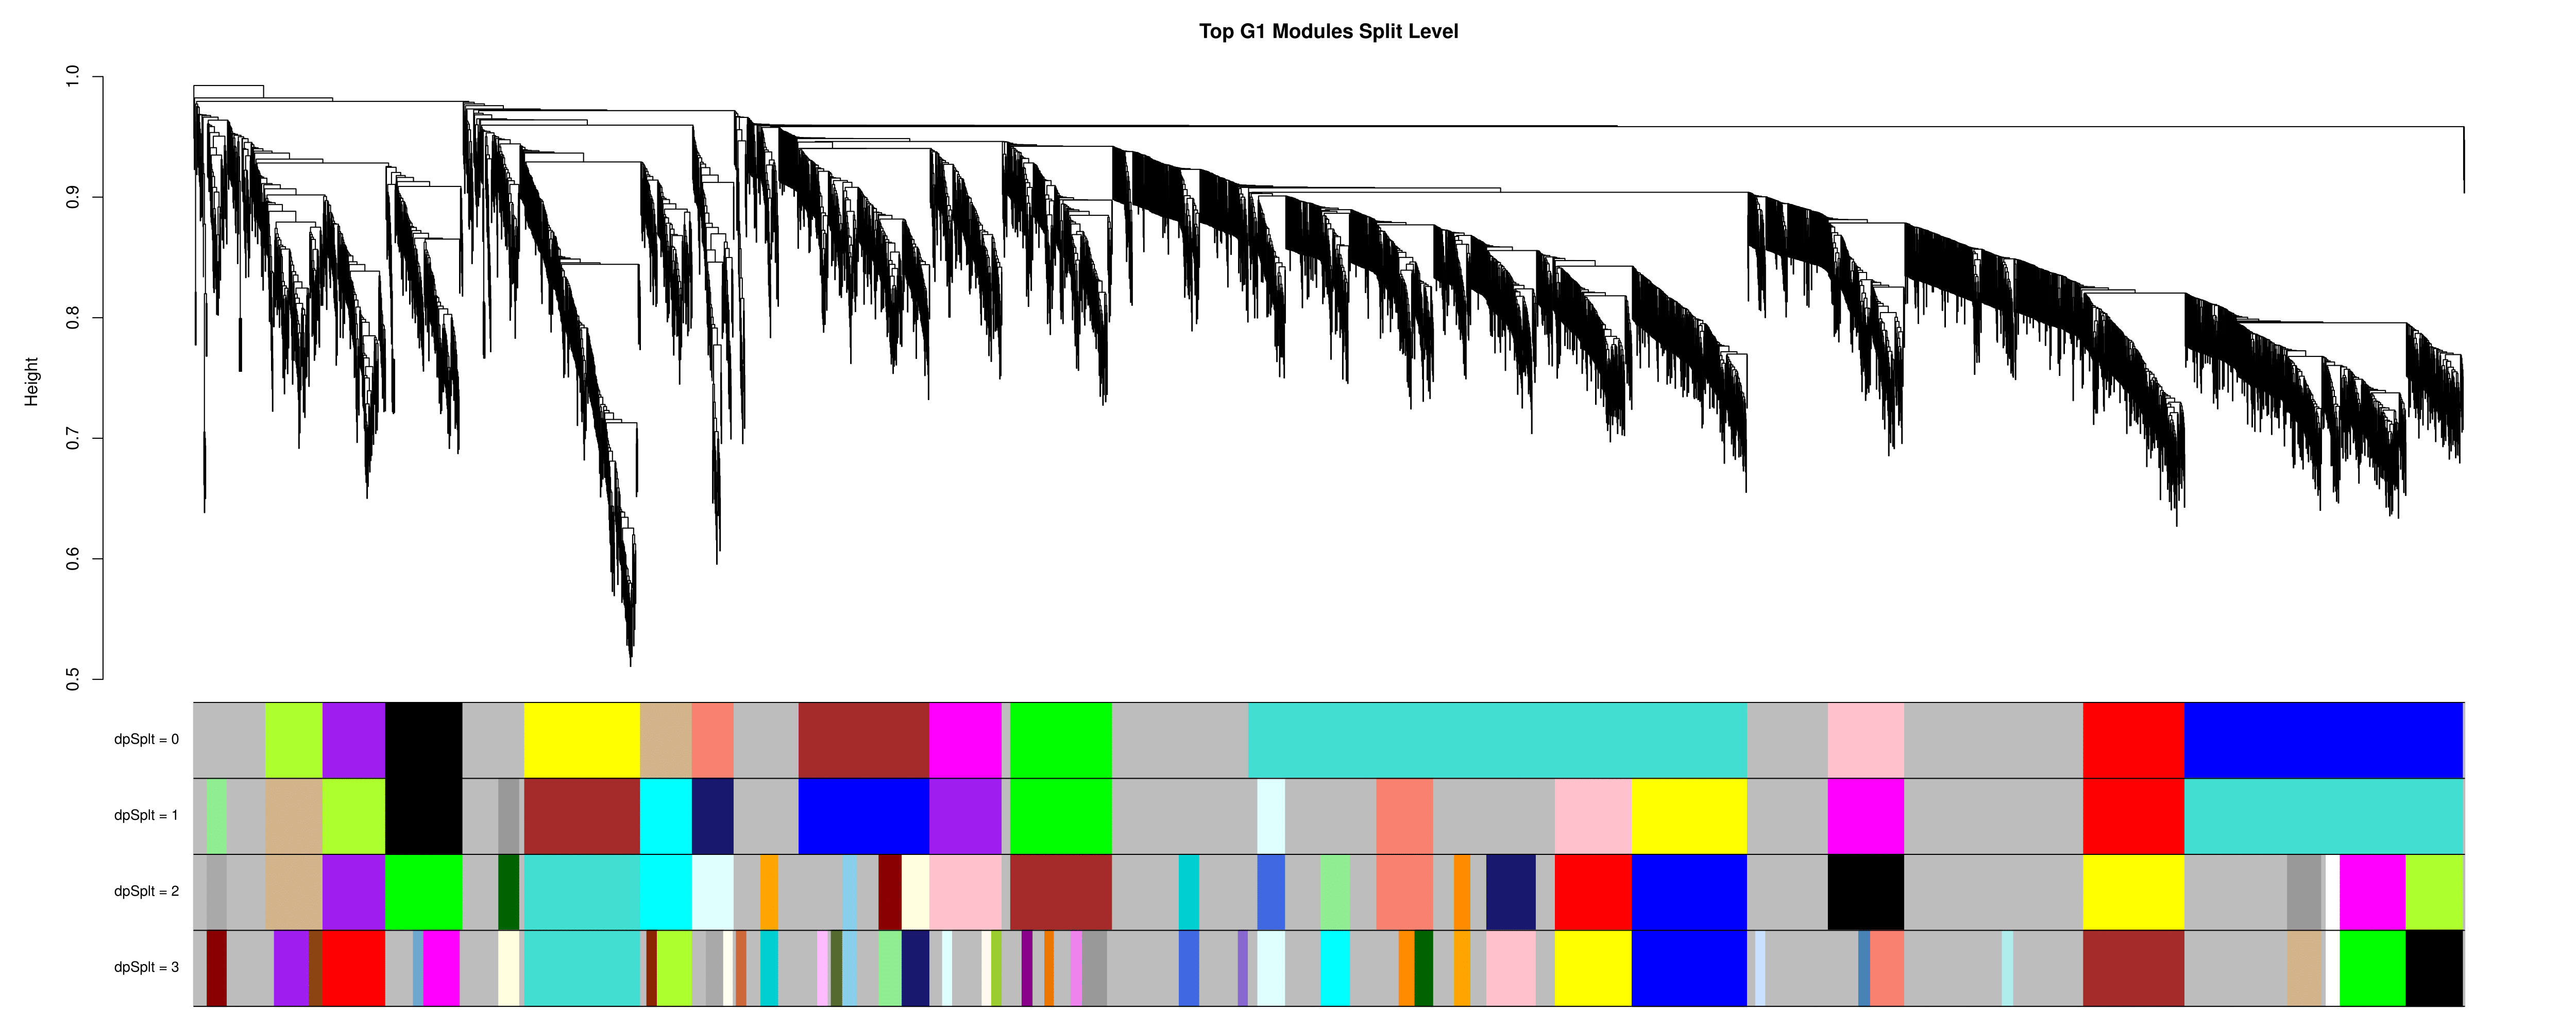 Top G1 Modules Split Level
Height
1.0
0.9
0.8
0.7
0.6
0.5
dpSplt = 0
dpSplt = 1
dpSplt = 2
dpSplt = 3